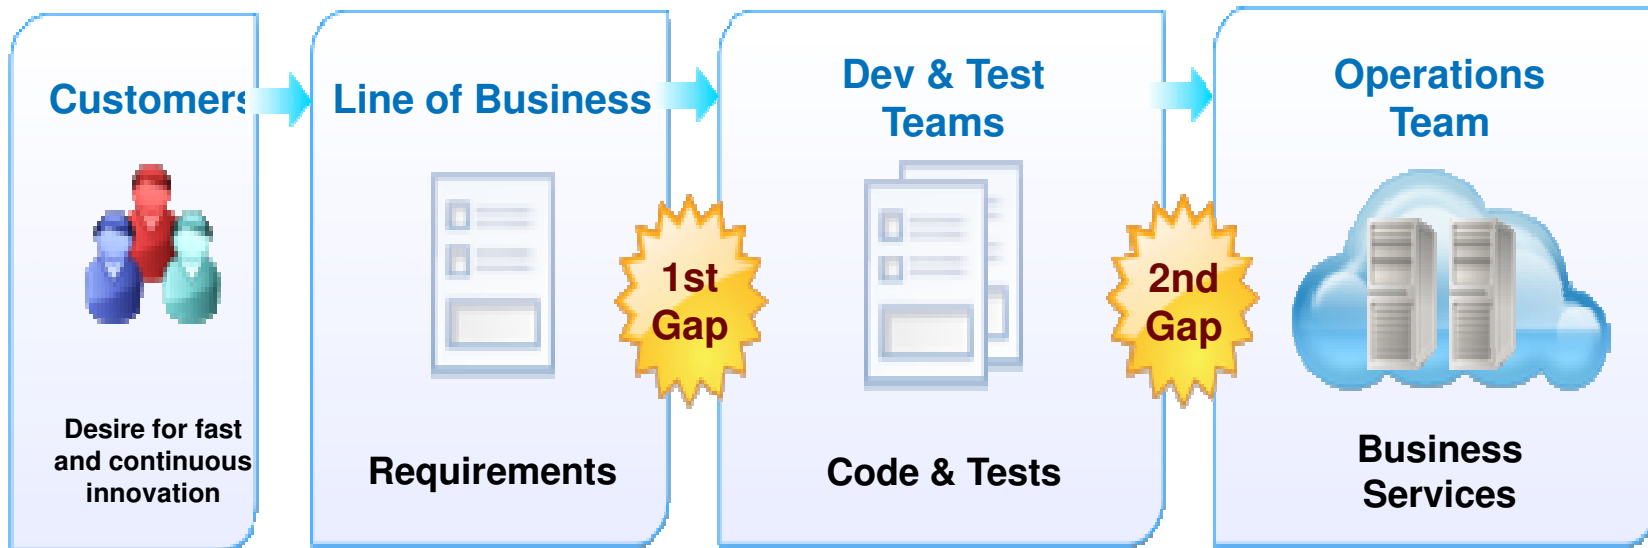 Customers
Desire for fast
and continuous
innovation
Line of Business
Requirements
1st
Gap
Dev & Test
Teams
Code & Tests
2nd
Gap
Operations
Team
Business
Services